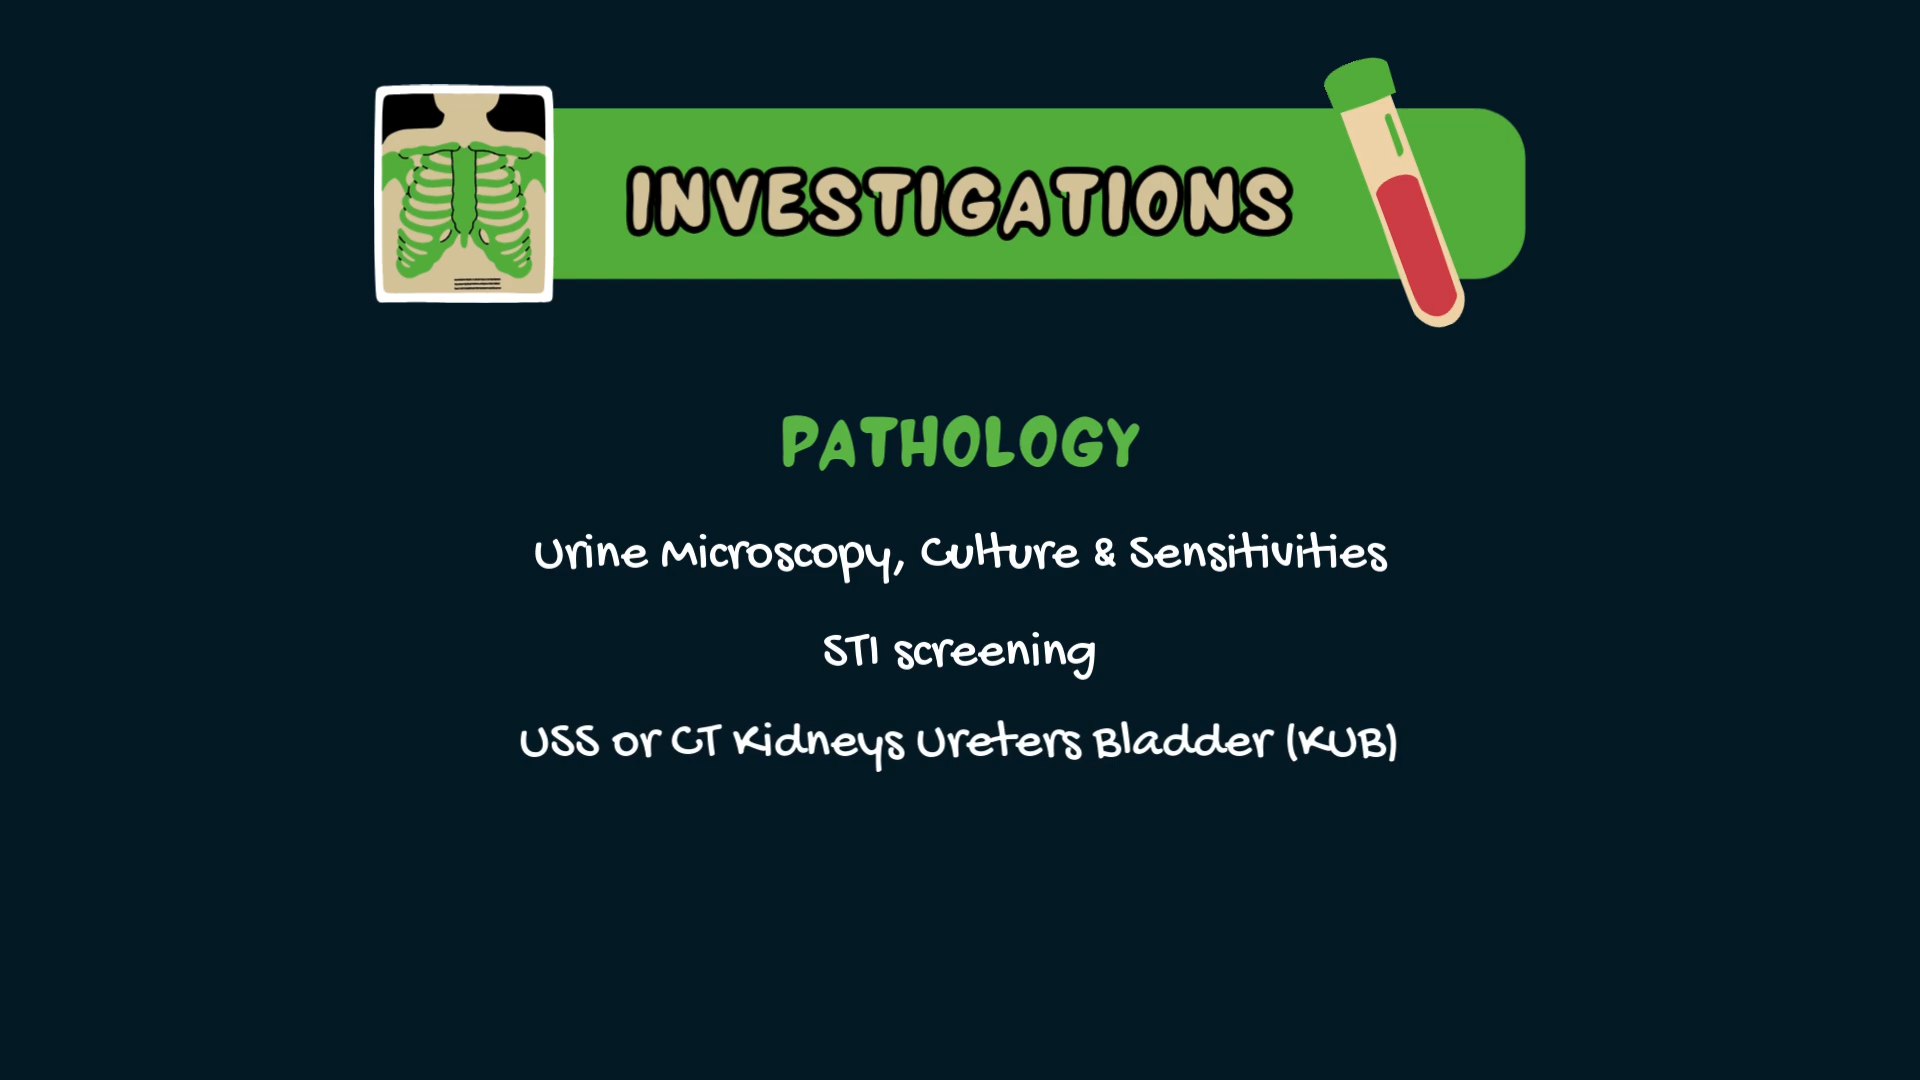 INVESTIGATIONS
PATHOLOGY
Urine Microscopy, Culture & Sensitivities
STI screening
USS or CT Kidneys Ureters Bladder (KUB)